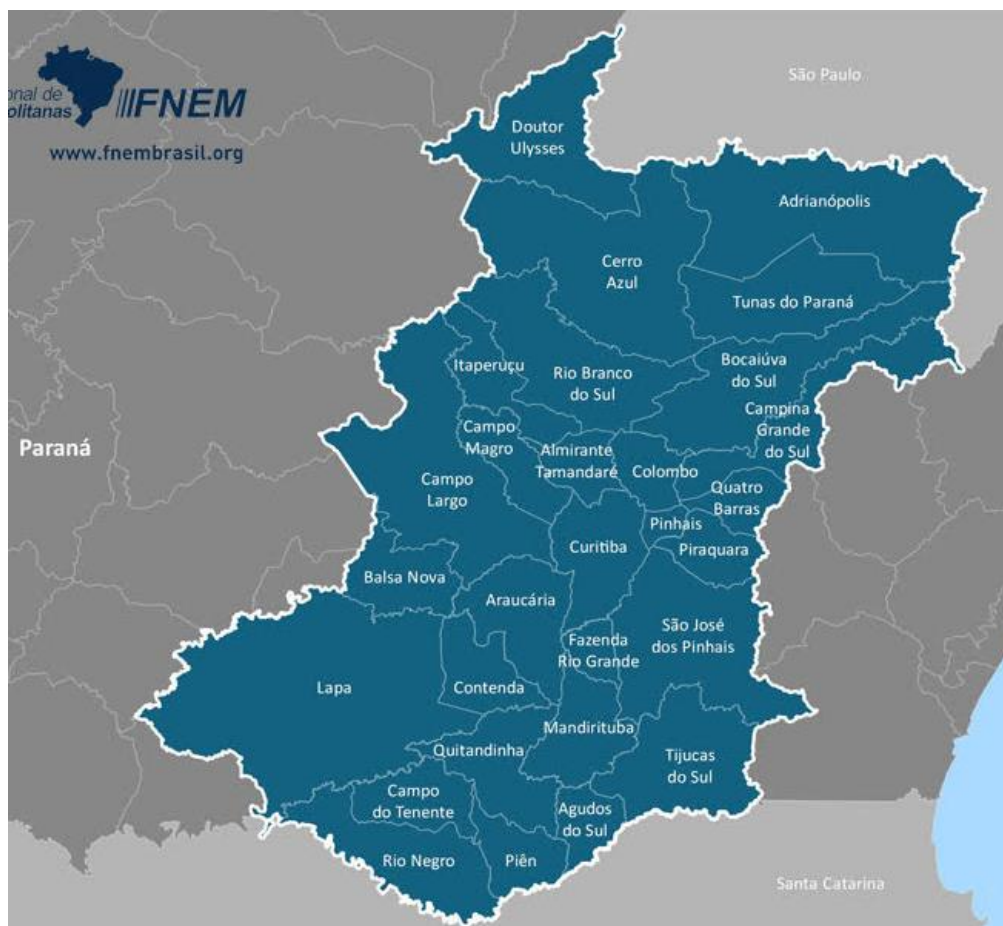 onal de
olitanas
FNEM
www.fnembrasil.org
São Paulo
Doutor
Ulysses
Adrianópolis
Cerro
Azul
Tunas do Paraná
Itaperuçu
Rio Branco
do Sul
Bocaiúva
do Sul
Campina
Grande
do Sul
Paraná
Campo
Magro
Almirante
Tamandaré
Colombo
Campo
Largo
Quatro
Barras
Pinhais
Curitiba
Piraquara
Balsa Nova
Araucária
Fazenda
Rio Grande
São José
dos Pinhais
Lapa
Contenda
Mandirituba
Quitandinha
Tijucas
do Sul
Campo
do Tenente
Agudos
do Sul
Rio Negro
Piên
Santa Catarina